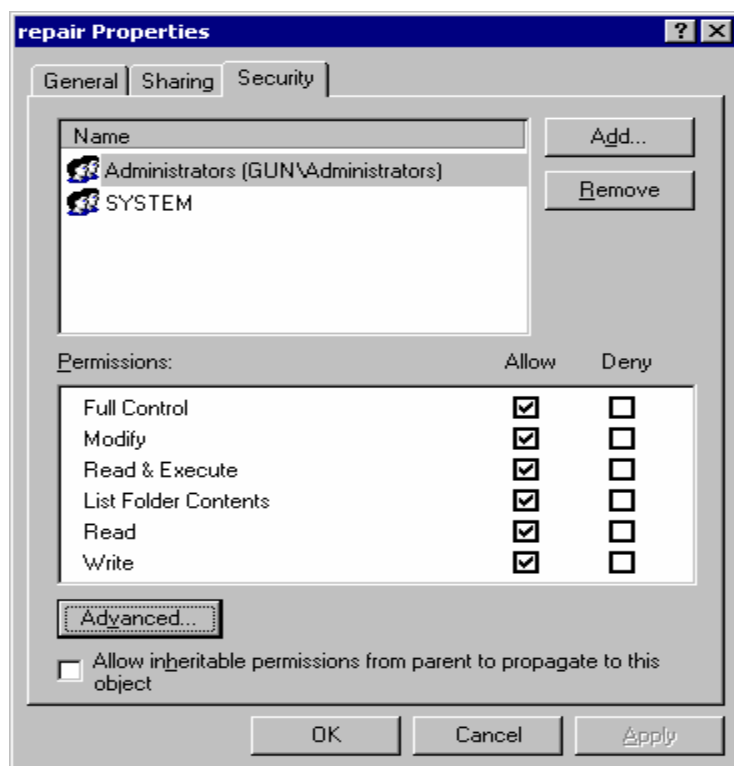 repair Properties
General Sharing Security
Name
Add...
Administrators (GUN\Administrators)
SYSTEM
Remove
Permissions: Allow Deny
Full Control
Modify
Read & Execute
List Folder Contents
Read
Write
Advanced...
Allow inheritable permissions from parent to propagate to this
object
OK Cancel Apply